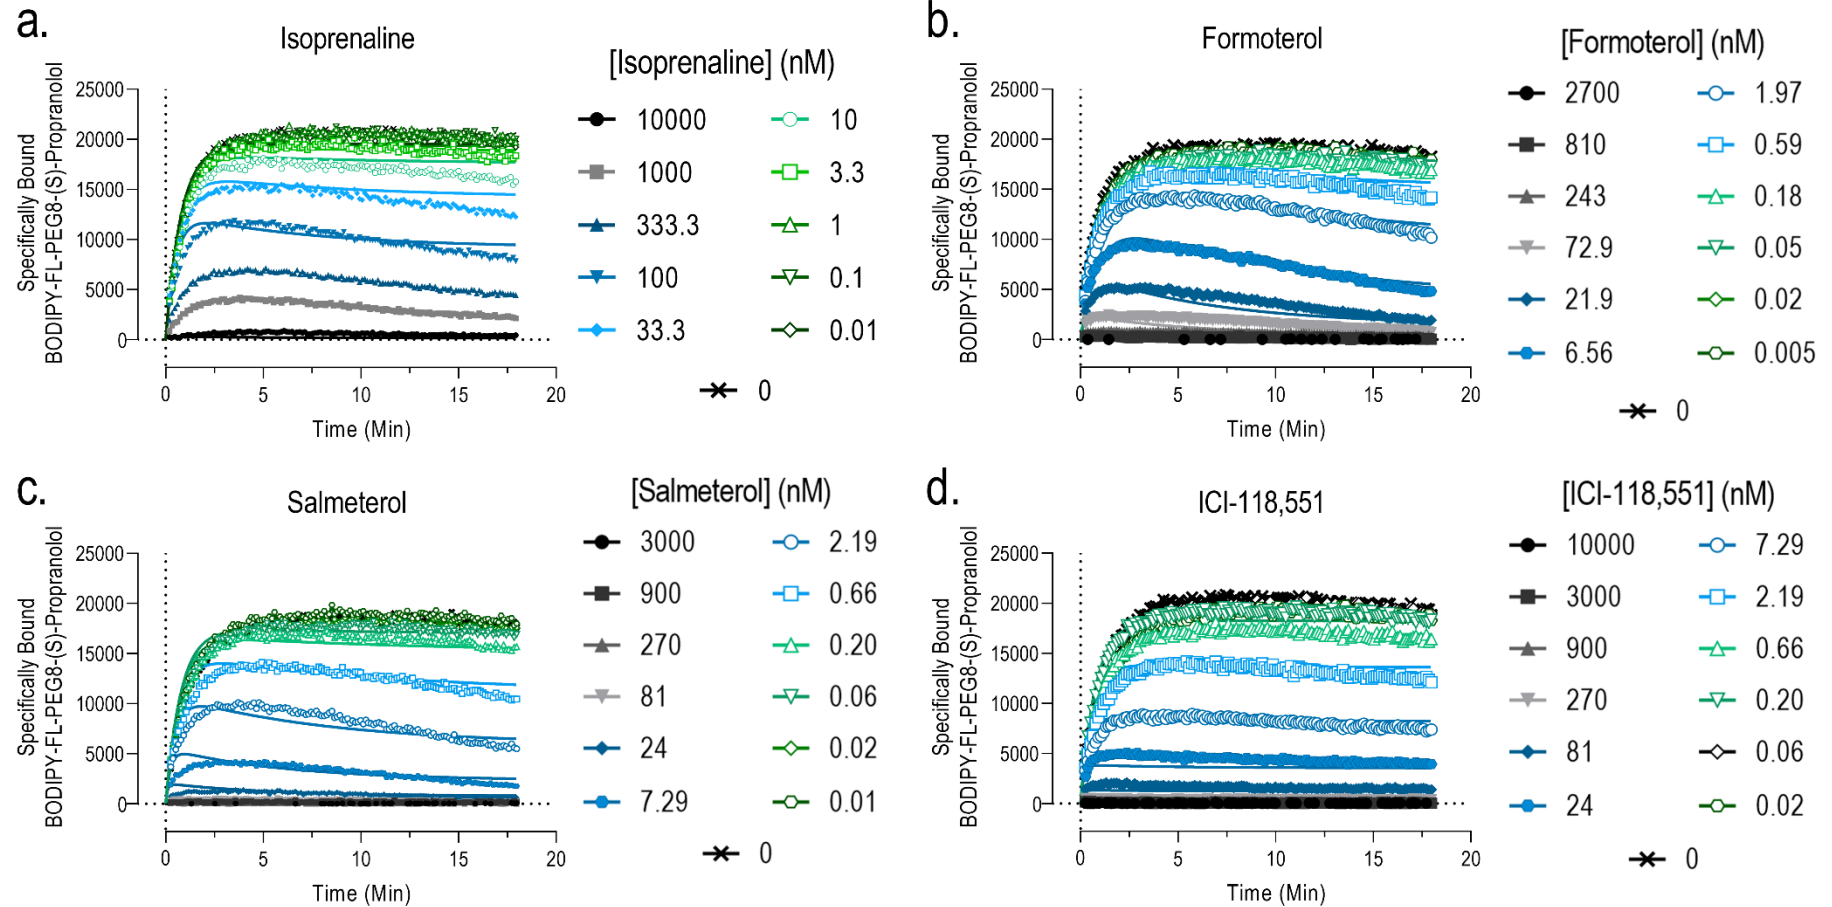 a.
Isoprenaline
Specifically Bound
BODIPY-FL-PEG8-(S)-Propranolol
25000
20000
15000
10000
5000
0
0 5 10 15 20
Time (Min)
[Isoprenaline] (nM)
10000 10
1000 3.3
333.3 1
100 0.1
33.3 0.01
0
b.
Formoterol
Specifically Bound
BODIPY-FL-PEG8-(S)-Propranolol
25000
20000
15000
10000
5000
0
0 5 10 15 20
Time (Min)
[Formoterol] (nM)
2700 1.97
810 0.59
243 0.18
72.9 0.05
21.9 0.02
6.56 0.005
0
c.
Salmeterol
Specifically Bound
BODIPY-FL-PEG8-(S)-Propranolol
25000
20000
15000
10000
5000
0
0 5 10 15 20
Time (Min)
[Salmeterol] (nM)
3000 2.19
900 0.66
270 0.20
81 0.06
24 0.02
7.29 0.01
0
d.
ICI-118,551
Specifically Bound
BODIPY-FL-PEG8-(S)-Propranolol
25000
20000
15000
10000
5000
0
0 5 10 15 20
Time (Min)
[ICI-118,551] (nM)
10000 7.29
3000 2.19
900 0.66
270 0.20
81 0.06
24 0.02
0